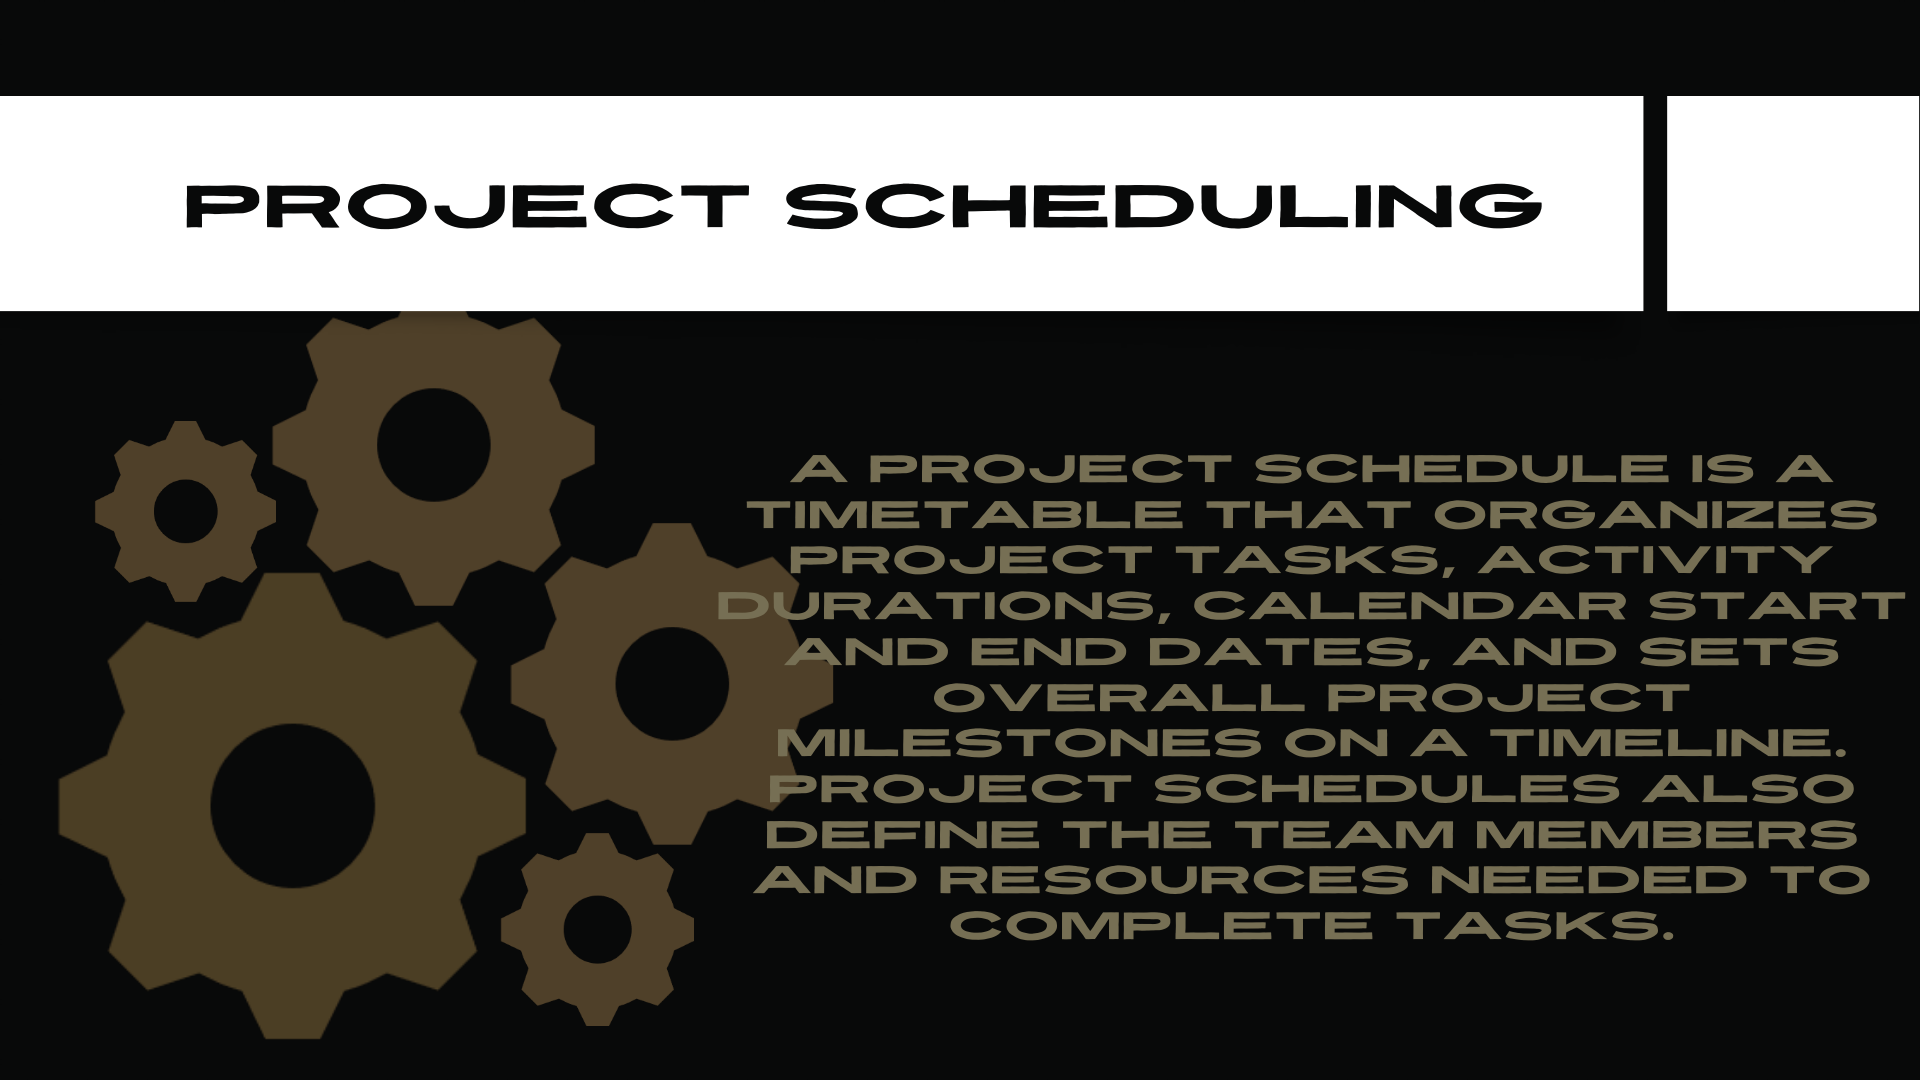 PROJECT SCHEDULING
A PROJECT SCHEDULE IS A
TIMETABLE THAT ORGANIZES
PROJECT TASKS, ACTIVITY
DURATIONS, CALENDAR START
AND END DATES, AND SETS
OVERALL PROJECT
MILESTONES ON A TIMELINE.
PROJECT SCHEDULES ALSO
DEFINE THE TEAM MEMBERS
AND RESOURCES NEEDED TO
COMPLETE TASKS.